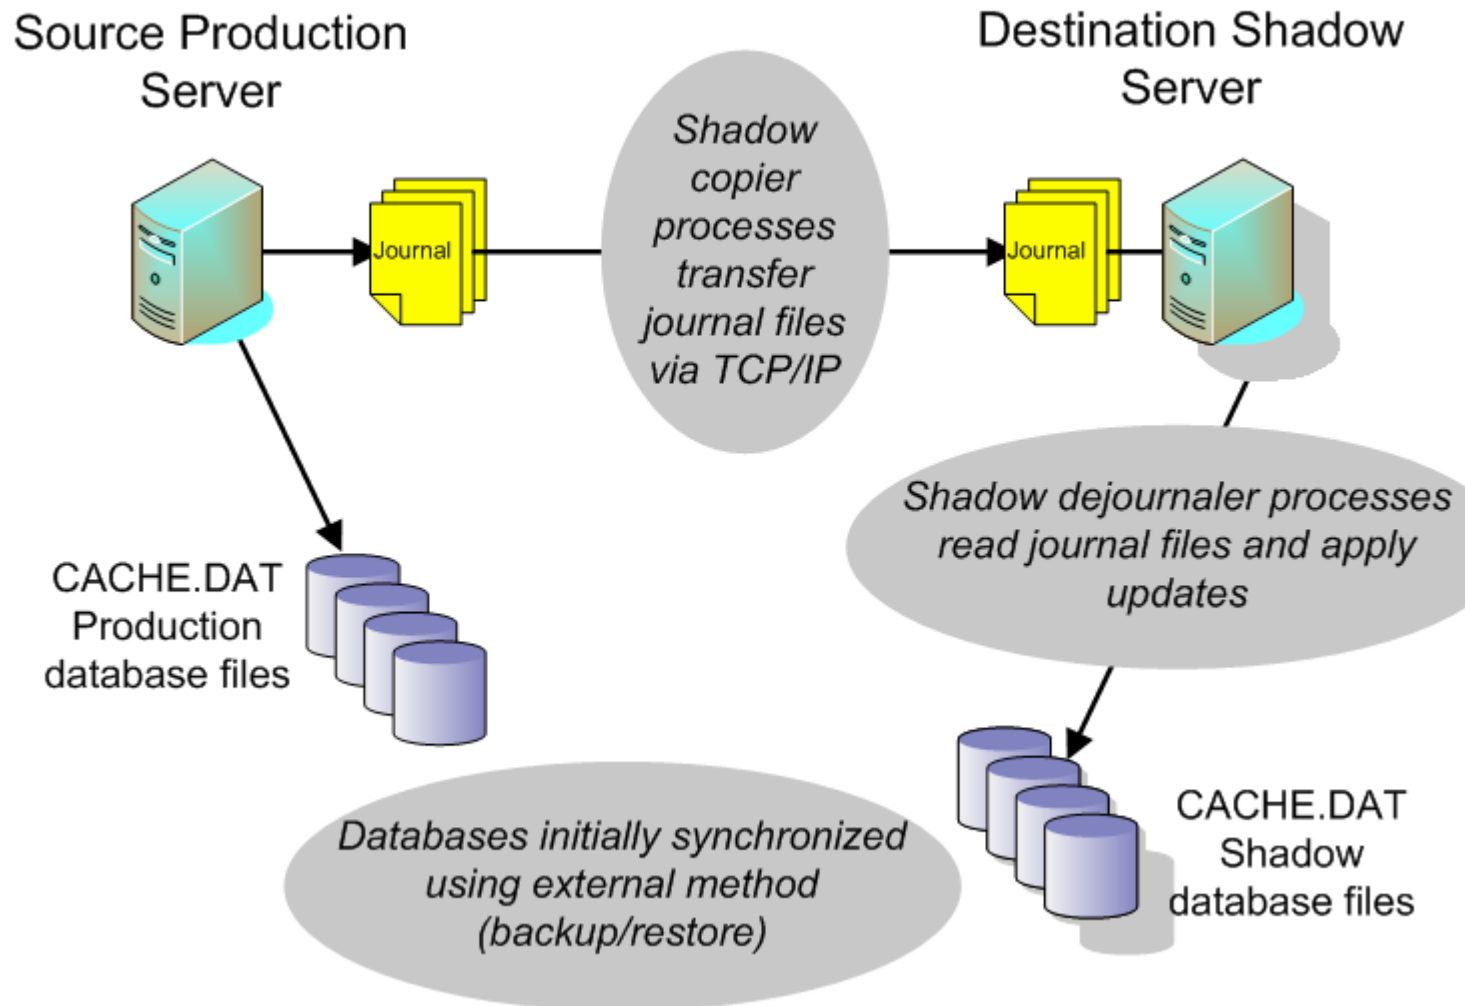 Source Production
Server
Destination Shadow
Server
Shadow
copier
processes
transfer
journal files
via TCP/IP
Journal
Journal
Shadow dejournaler processes
read journal files and apply
updates
CACHE.DAT
Production
database files
CACHE.DAT
Shadow
database files
Databases initially synchronized
using external method
(backup/restore)